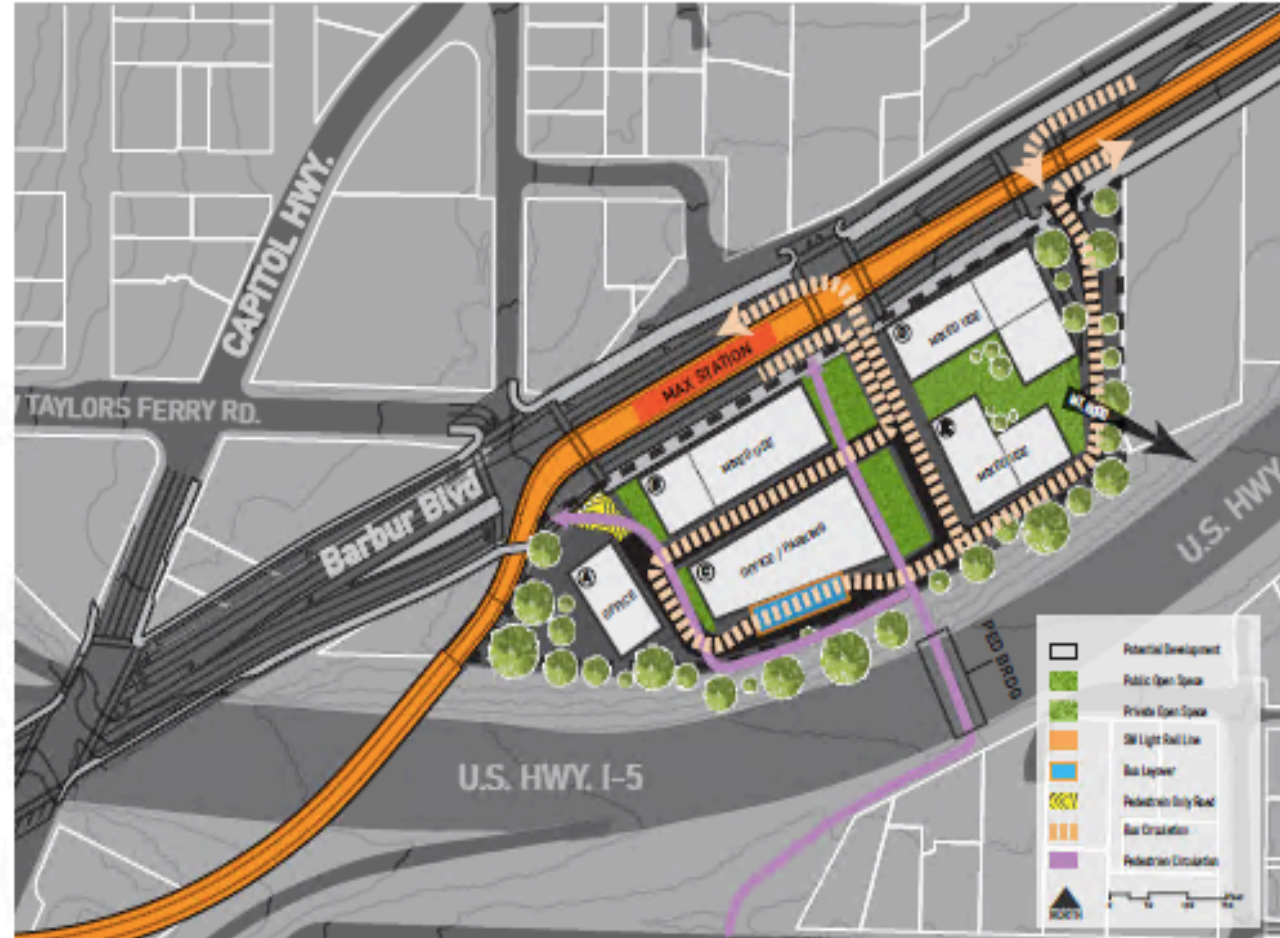 CAPITOL HWY.
TAYLORS FERRY RD.
Barbur Blvd
MAX STATION
MIXED USE
MIXED USE
MIXED USE
OFFICE / PARKING
OFFICE
U.S. HWY. I-5
U.S. HWY
PED BRDG
Potential Development
Public Open Space
Private Open Space
SW Light Rail Line
Bus Layover
Pedestrian Only Road
Bus Circulation
Pedestrian Circulation
NORTH